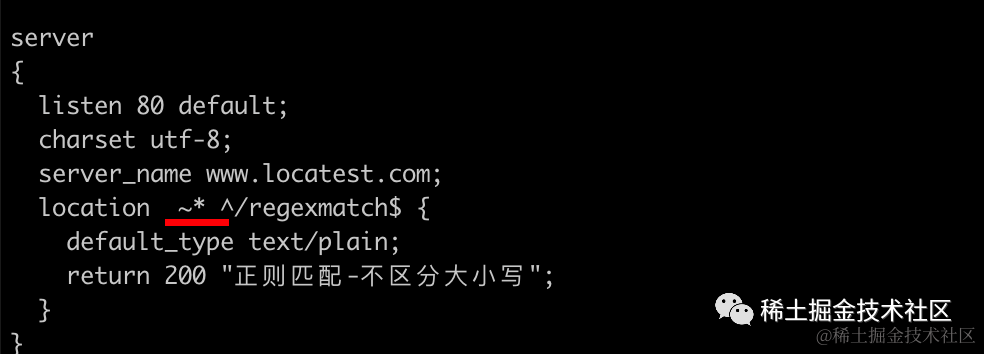 server
{
listen 80 default;
charset utf-8;
server_name www.locatest.com;
location ~* ^/regexmatch$ {
default_type text/plain;
return 200 "正则匹配-不区分大小写";
}
}
稀土掘金技术社区
@稀土掘金技术社区